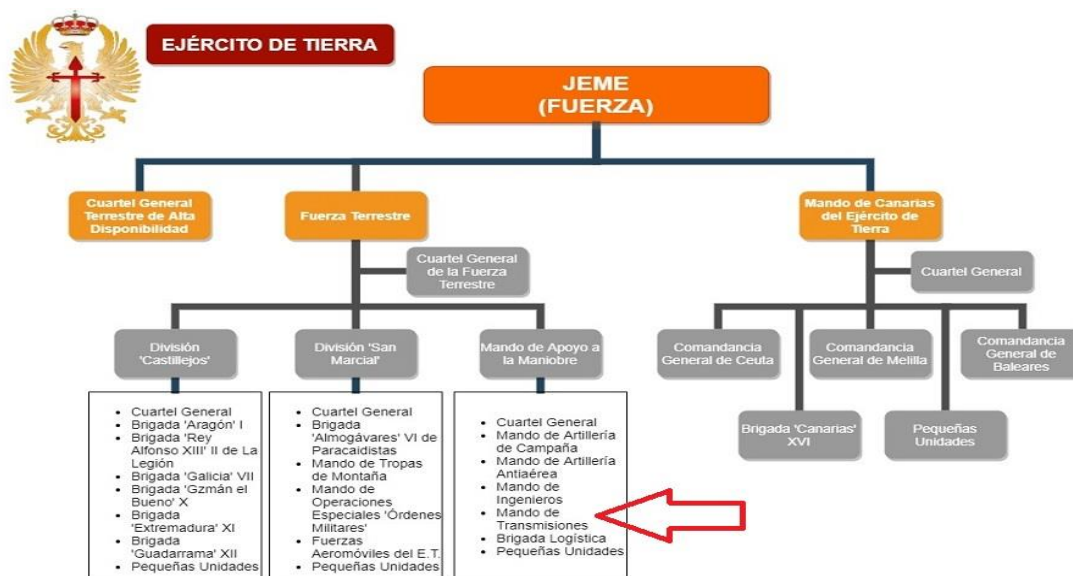 EJÉRCITO DE TIERRA
JEME
(FUERZA)
Cuartel General
Terrestre de Alta
Disponibilidad
Fuerza Terrestre
Mando de Canarias
del Ejército de
Tierra
Cuartel General
de la Fuerza
Terrestre
Cuartel General
División
'Castillejos'
División 'San
Marcial'
Mando de Apoyo a
la Maniobre
Comandancia
General de Ceuta
Comandancia
General de Melilla
Comandancia
General de
Baleares
Brigada 'Canarias'
XVI
Pequeñas
Unidades
• Cuartel General
• Brigada 'Aragón' I
• Brigada 'Rey
Alfonso XIII' II de La
Legión
• Brigada 'Galicia' VII
• Brigada 'Gzmán el
Bueno' X
• Brigada
'Extremadura' XI
• Brigada
'Guadarrama' XII
• Pequeñas Unidades
• Cuartel General
• Brigada
'Almogávares' VI de
Paracaidistas
• Mando de Tropas
de Montaña
• Mando de
Operaciones
Especiales 'Órdenes
Militares'
• Fuerzas
Aeromóviles del E.T.
• Pequeñas Unidades
• Cuartel General
• Mando de Artillería
de Campaña
• Mando de Artillería
Antiaérea
• Mando de
Ingenieros
• Mando de
Transmisiones
• Brigada Logística
• Pequeñas Unidades